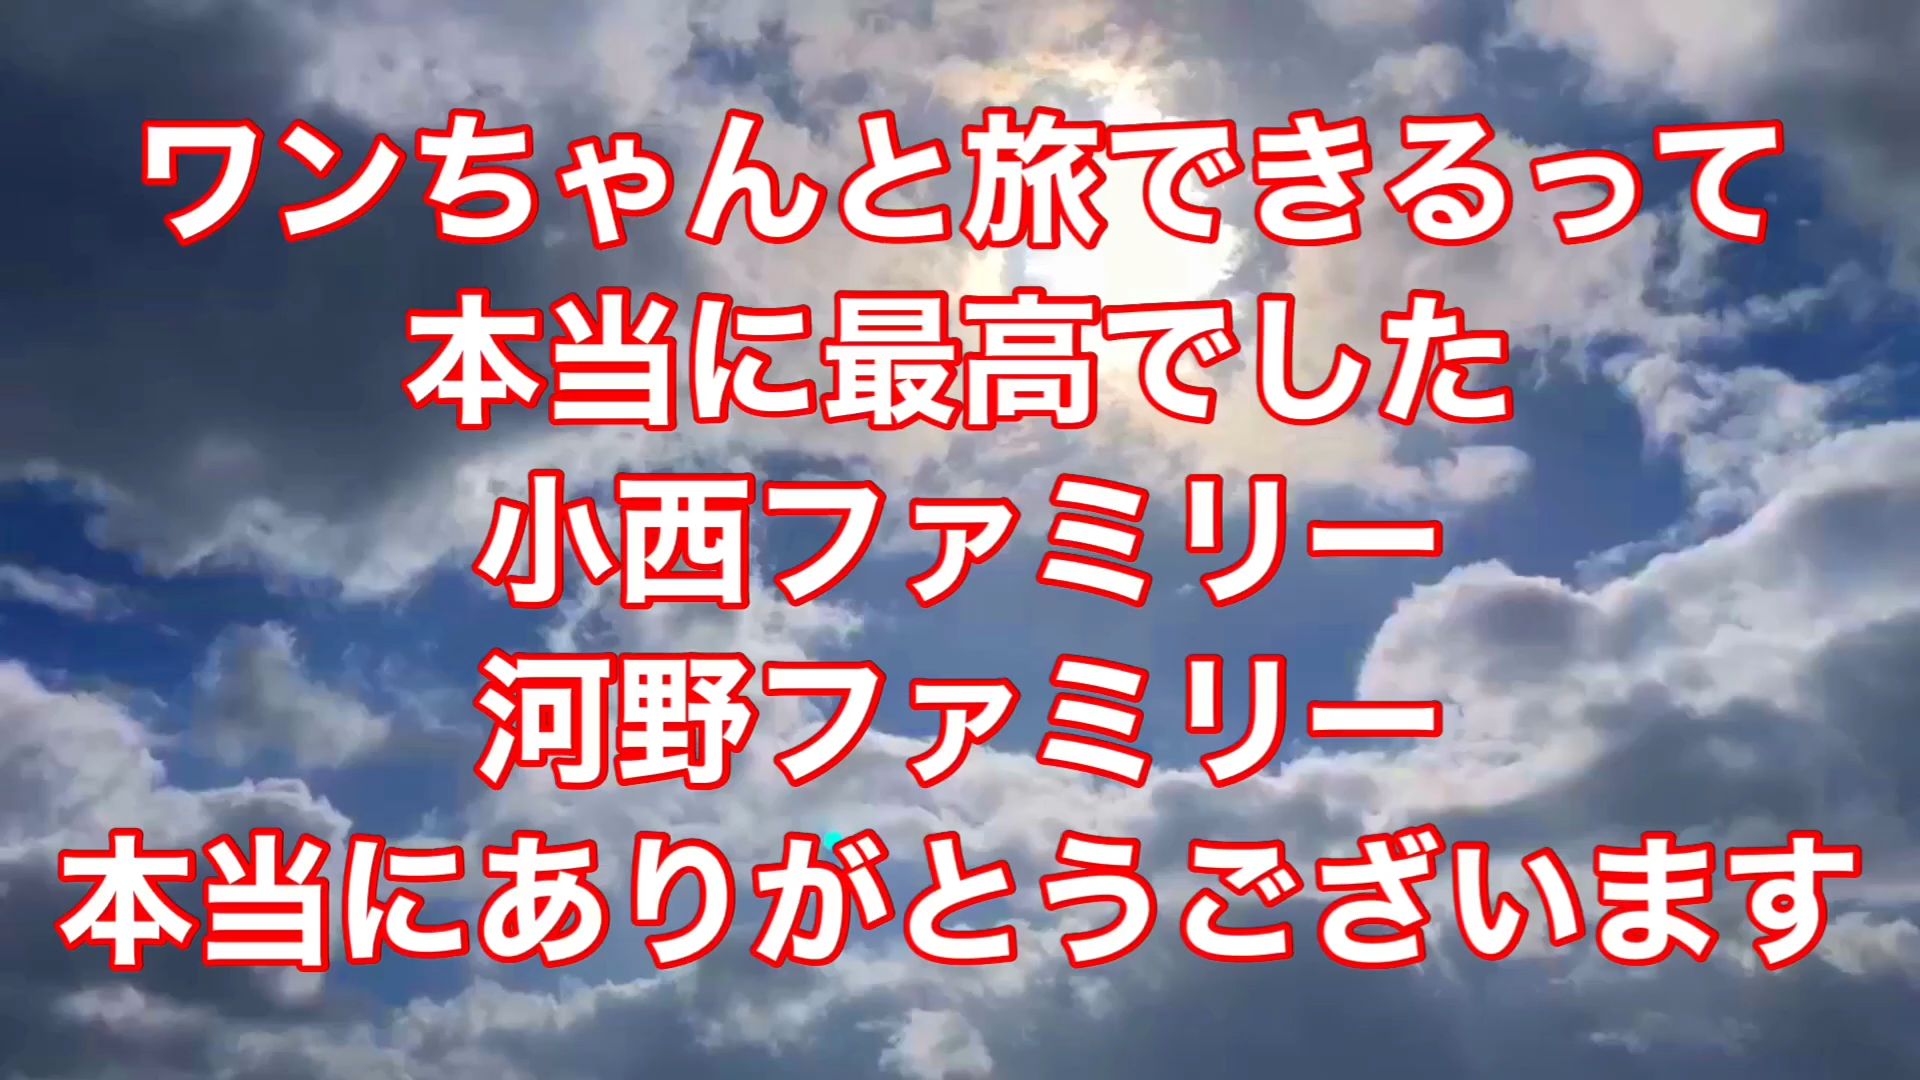 ワンちゃんと旅できるって
本当に最高でした
小西ファミリー
河野ファミリー
本当にありがとうございます